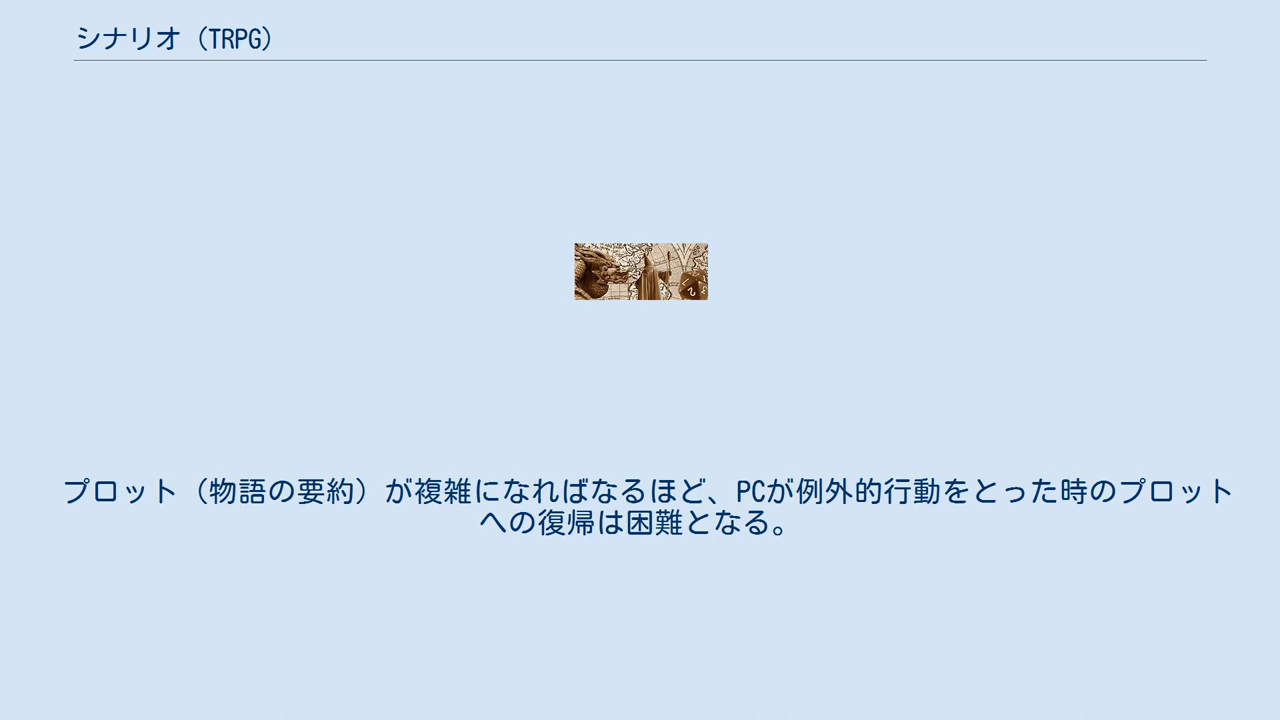 シナリオ（TRPG）
プロット（物語の要約）が複雑になればなるほど、PCが例外的行動をとった時のプロット
への復帰は困難となる。